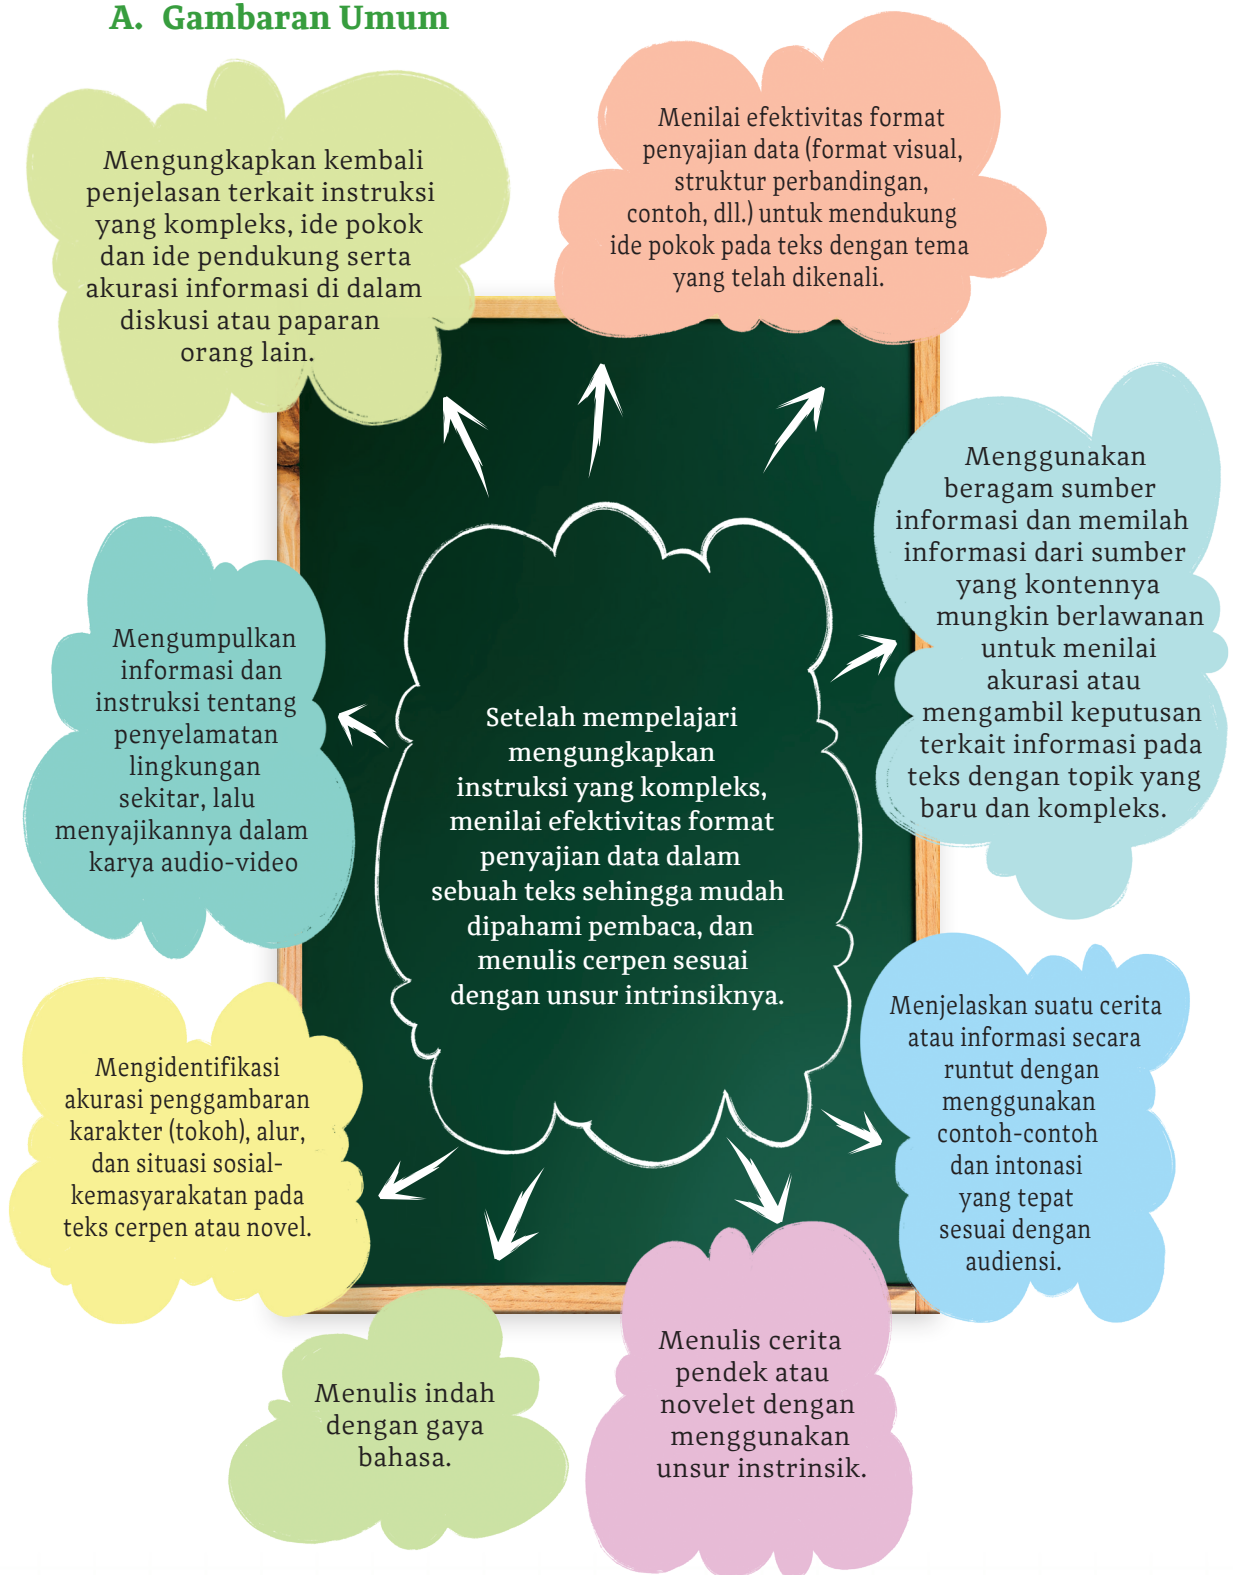 A. Gambaran Umum
Mengungkapkan kembali
penjelasan terkait instruksi
yang kompleks, ide pokok
dan ide pendukung serta
akurasi informasi di dalam
diskusi atau paparan
orang lain.
Menilai efektivitas format
penyajian data (format visual,
struktur perbandingan,
contoh, dll.) untuk mendukung
ide pokok pada teks dengan tema
yang telah dikenali.
Menggunakan
beragam sumber
informasi dan memilah
informasi dari sumber
yang kontennya
mungkin berlawanan
untuk menilai
akurasi atau
mengambil keputusan
terkait informasi pada
teks dengan topik yang
baru dan kompleks.
Mengumpulkan
informasi dan
instruksi tentang
penyelamatan
lingkungan
sekitar, lalu
menyajikannya dalam
karya audio-video
Setelah mempelajari
mengungkapkan
instruksi yang kompleks,
menilai efektivitas format
penyajian data dalam
sebuah teks sehingga mudah
dipahami pembaca, dan
menulis cerpen sesuai
dengan unsur intrinsiknya.
Menjelaskan suatu cerita
atau informasi secara
runtut dengan
menggunakan
contoh-contoh
dan intonasi
yang tepat
sesuai dengan
audiensi.
Mengidentifikasi
akurasi penggambaran
karakter (tokoh), alur,
dan situasi sosial-
kemasyarakatan pada
teks cerpen atau novel.
Menulis indah
dengan gaya
bahasa.
Menulis cerita
pendek atau
novelet dengan
menggunakan
unsur instrinsik.